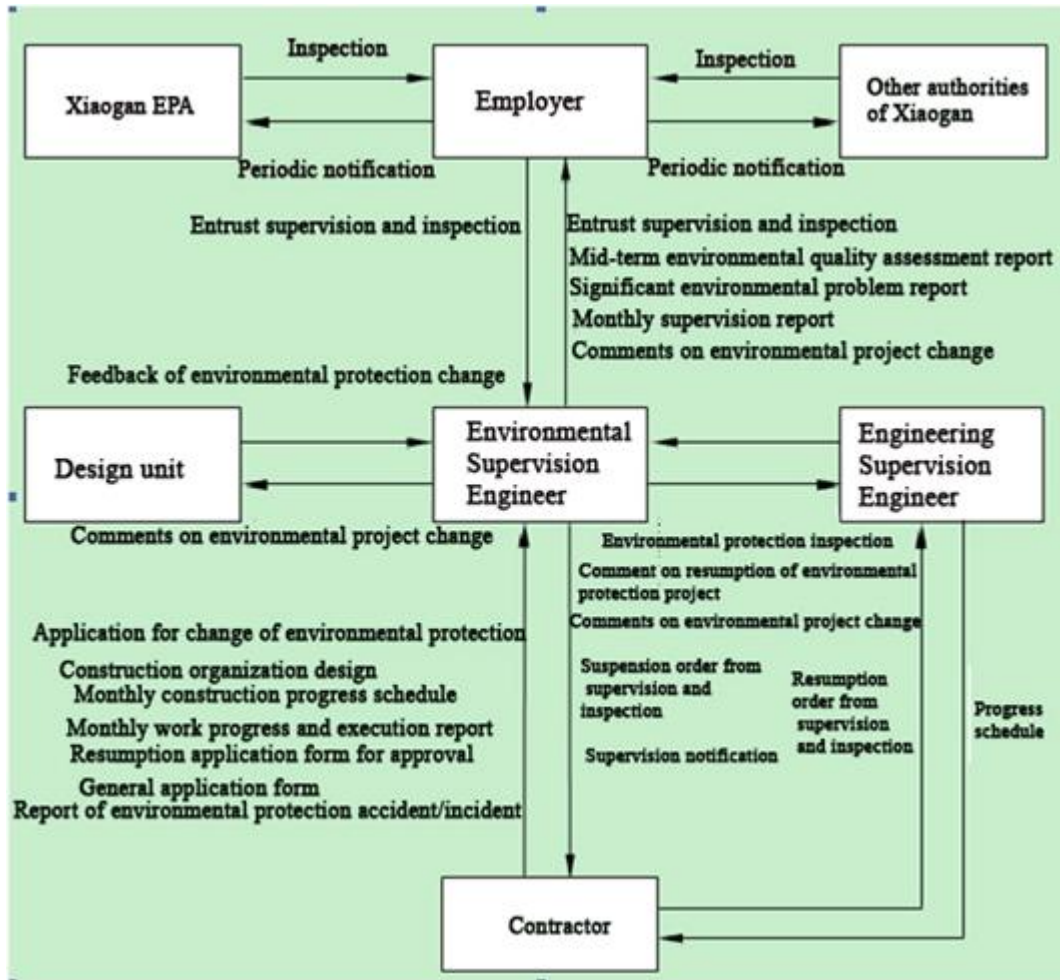 Inspection
Inspection
Xiaogan EPA
Employer
Other authorities
of Xiaogan
Periodic notification
Periodic notification
Entrust supervision and inspection
Entrust supervision and inspection
Mid-term environmental quality assessment report
Significant environmental problem report
Monthly supervision report
Comments on environmental project change
Feedback of environmental protection change
Design unit
Environmental
Supervision
Engineer
Engineering
Supervision
Engineer
Comments on environmental project change
Environmental protection inspection
Comment on resumption of environmental
protection project
Comments on environmental project change
Application for change of environmental protection
Construction organization design
Monthly construction progress schedule
Monthly work progress and execution report
Resumption application form for approval
General application form
Report of environmental protection accident/incident
Suspension order from
supervision and
inspection
Supervision notification
Resumption
order from
supervision
and inspection
Progress
schedule
Contractor